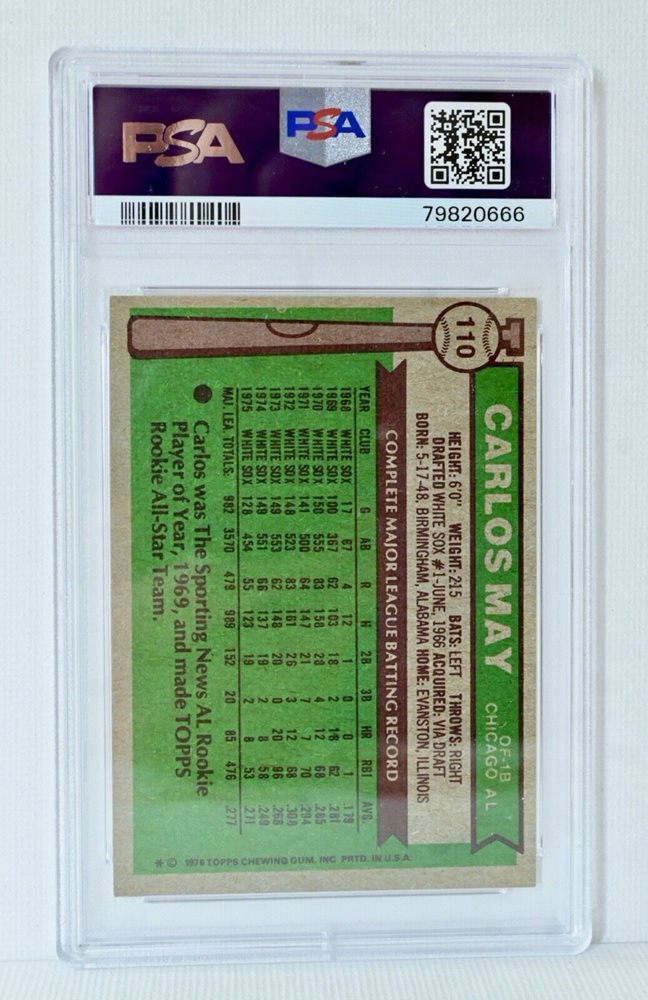 PSA
PSA
79820666
110
CARLOS MAY
OF-1B
CHICAGO AL
HEIGHT: 6'0" WEIGHT: 215 BATS: LEFT THROWS: RIGHT
DRAFTED WHITE SOX #1-JUNE, 1966 ACQUIRED: VIA DRAFT
BORN: 5-17-48, BIRMINGHAM, ALABAMA HOME: EVANSTON, ILLINOIS
COMPLETE MAJOR LEAGUE BATTING RECORD
YEAR CLUB G AB R H 2B 3B HR RBI AVG.
1968 WHITE SOX 17 67 4 12 1 0 0 1 .179
1969 WHITE SOX 100 367 62 103 18 2 18 62 .281
1970 WHITE SOX 150 555 83 158 28 4 12 68 .285
1971 WHITE SOX 141 500 64 147 21 7 7 70 .294
1972 WHITE SOX 148 523 83 161 26 3 12 68 .308
1973 WHITE SOX 149 553 62 148 20 0 20 96 .268
1974 WHITE SOX 149 551 66 137 19 2 8 58 .249
1975 WHITE SOX 128 454 55 123 19 2 8 53 .271
MAJ. LEA. TOTALS: 982 3570 479 989 152 20 85 476 .277
Carlos was The Sporting News AL Rookie
Player of Year, 1969, and made TOPPS
Rookie All-Star Team.
* © 1976 TOPPS CHEWING GUM, INC. PRTD. IN U.S.A.